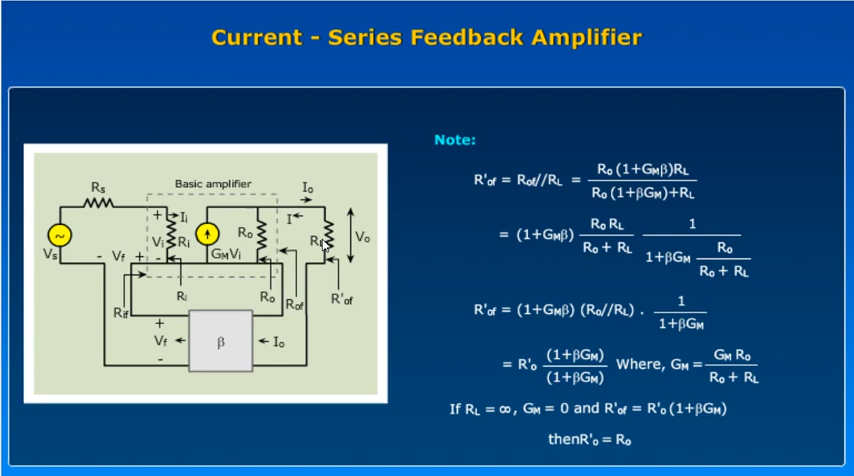 Current - Series Feedback Amplifier
Basic amplifier
Rs
Io
+ Ii
I
Vi Ri
Ro
RL
Vo
Vs
- Vf + -
GMVi
Rif
Ri
Ro
Rof
R'of
+
Vf
β
Io
-
Note:
R'of = Rof//RL = Ro (1+GMβ)RL / Ro (1+βGM)+RL
= (1+GMβ) Ro RL / Ro + RL 1 / 1+βGM Ro / Ro + RL
R'of = (1+GMβ) (Ro//RL) . 1 / 1+βGM
= R'o (1+βGM) / (1+βGM) Where, GM = GM Ro / Ro + RL
If RL = ∞, GM = 0 and R'of = R'o (1+βGM)
thenR'o = Ro